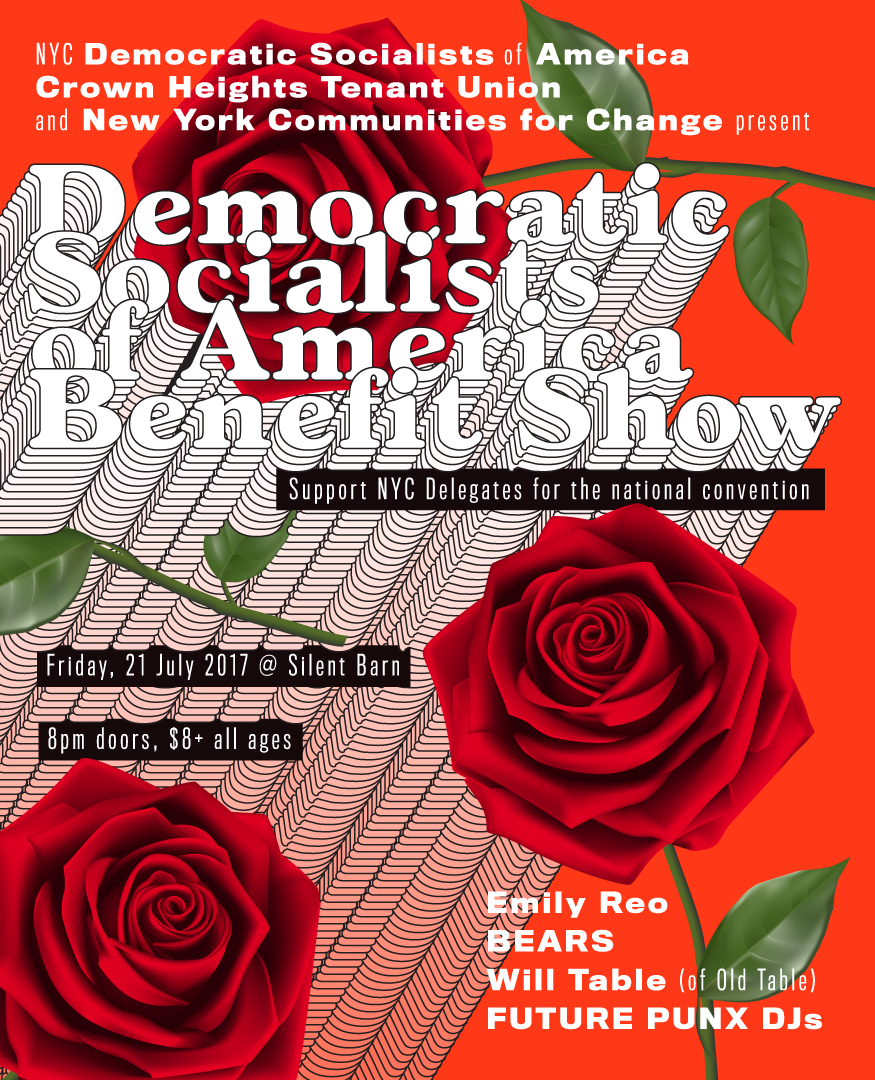 NYC Democratic Socialists of America
Crown Heights Tenant Union
and New York Communities for Change present
Democratic
Socialists
of America
Benefit Show
Support NYC Delegates for the national convention
Friday, 21 July 2017 @ Silent Barn
8pm doors, $8+ all ages
Emily Reo
BEARS
Will Table (of Old Table)
FUTURE PUNX DJs